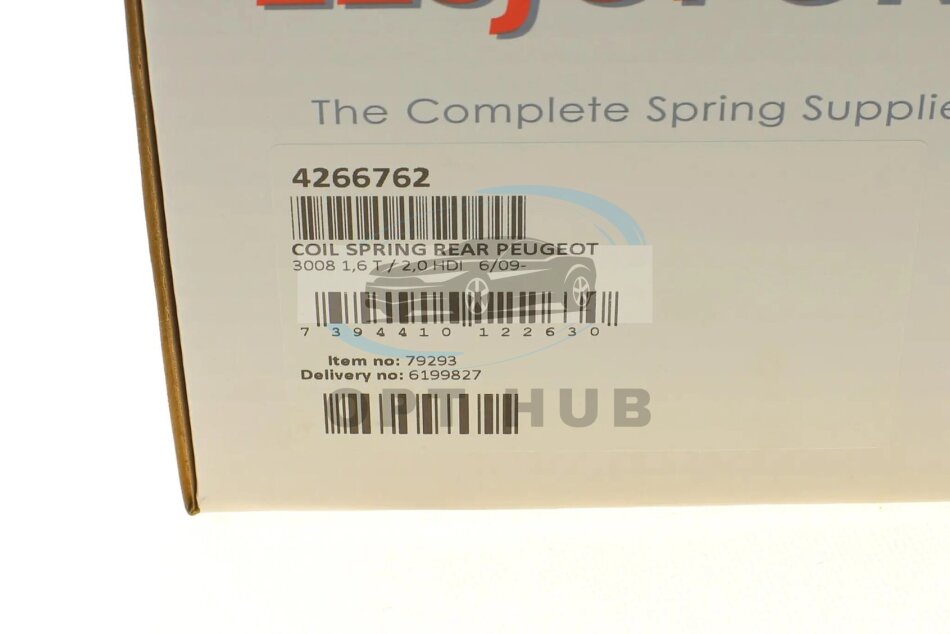 The Complete Spring
4266762
COIL SPRING REAR PEUGEOT
3008 1,6 T / 2,0 HDI 6/09-
7 394410 122630
Item no: 79293
Delivery no: 6199827
OPT HUB